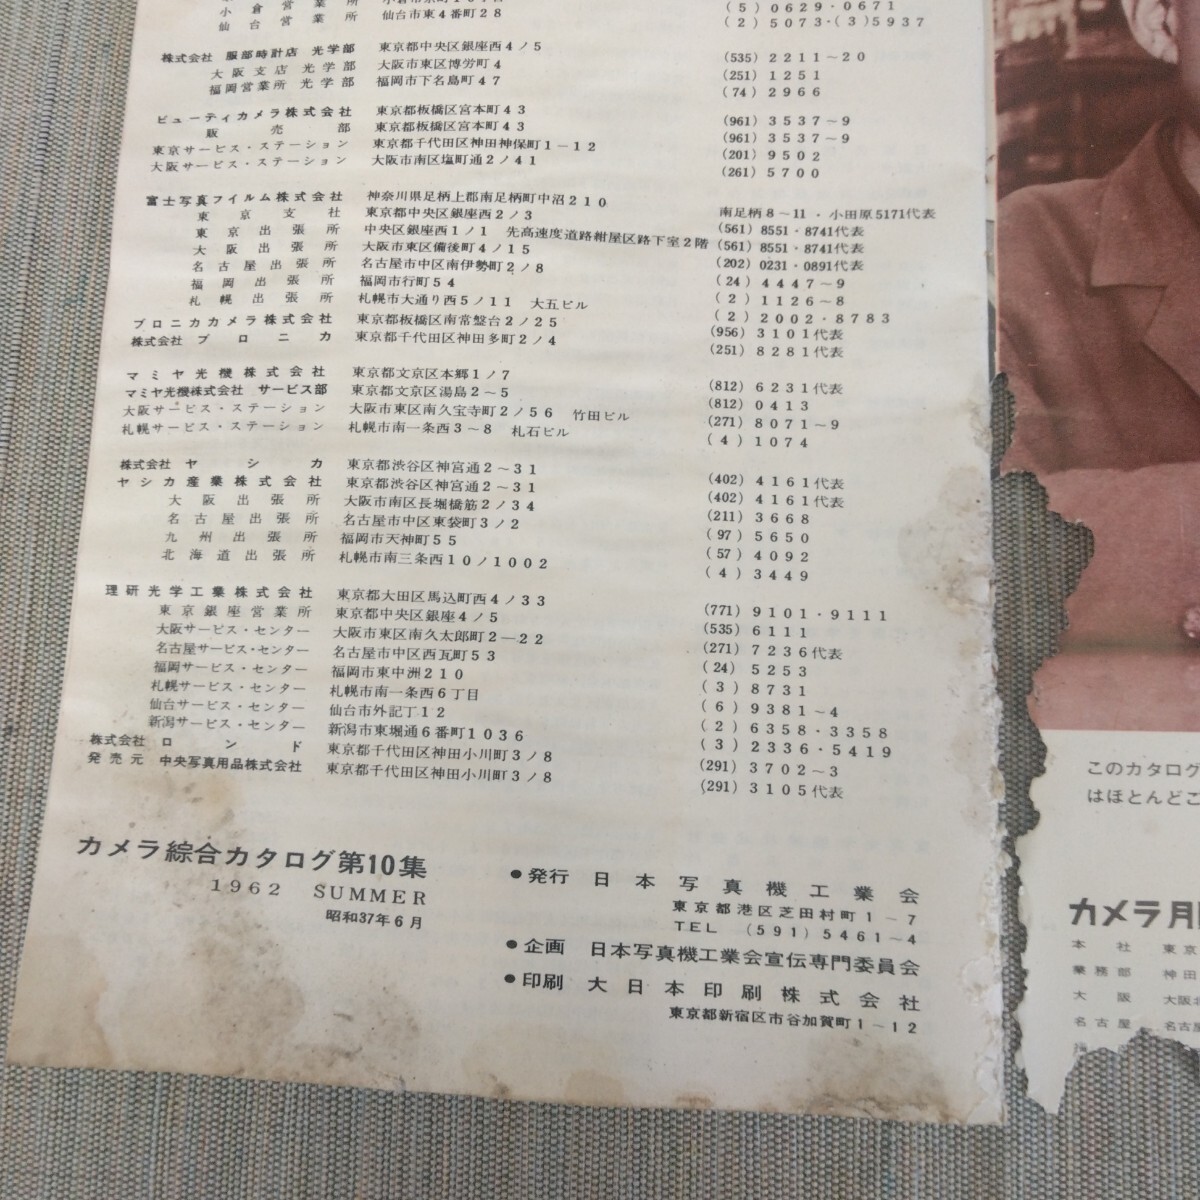 小倉営業所 (5) 0629・0671
仙台営業所 仙台市東4番町28 (2) 5073・(3) 5937
株式会社 服部時計店 光学部 東京都中央区銀座西4ノ5 (535) 2211~20
大阪支店 光学部 大阪市東区博労町4 (251) 1251
福岡営業所 光学部 福岡市下名島町47 (74) 2966
ビューティカメラ株式会社 東京都板橋区宮本町43 (961) 3537~9
販売部 東京都板橋区宮本町43 (961) 3537~9
東京サービス・ステーション 東京都千代田区神田神保町1-12 (201) 9502
大阪サービス・ステーション 大阪市南区塩町通2ノ41 (261) 5700
富士写真フイルム株式会社 神奈川県足柄上郡南足柄町中沼210 南足柄8~11・小田原5171代表
東京支社 東京都中央区銀座西2ノ3 (561) 8551・8741代表
東京出張所 中央区銀座西1ノ1 先高速度道路紺屋区路下室2階 (561) 8551・8741代表
大阪出張所 大阪市東区備後町4ノ15 (202) 0231・0891代表
名古屋出張所 名古屋市中区南伊勢町2ノ8 (24) 4447~9
福岡出張所 福岡市行町54 (2) 1126~8
札幌出張所 札幌市大通り西5ノ11 大五ビル (2) 2002・8783
ブロニカカメラ株式会社 東京都板橋区南常盤台2ノ25 (956) 3101代表
株式会社 ブロニカ 東京都千代田区神田多町2ノ4 (251) 8281代表
マミヤ光機株式会社 東京都文京区本郷1ノ7 (812) 6231代表
マミヤ光機株式会社 サービス部 東京都文京区湯島2~5 (812) 0413
大阪サービス・ステーション 大阪市東区南久宝寺町2ノ56 竹田ビル (271) 8071~9
札幌サービス・ステーション 札幌市南一条西3~8 札石ビル (4) 1074
株式会社 ヤシカ 東京都渋谷区神宮通2~31 (402) 4161代表
ヤシカ産業株式会社 東京都渋谷区神宮通2~31 (402) 4161代表
大阪出張所 大阪市南区長堀橋筋2ノ34 (211) 3668
名古屋出張所 名古屋市中区東袋町3ノ2 (97) 5650
九州出張所 福岡市天神町55 (57) 4092
北海道出張所 札幌市南三条西10ノ1002 (4) 3449
理研光学工業株式会社 東京都大田区馬込町西4ノ33 (771) 9101・9111
東京銀座営業所 東京都中央区銀座4ノ5 (535) 6111
大阪サービス・センター 大阪市東区南久太郎町2―22 (271) 7236代表
名古屋サービス・センター 名古屋市中区西瓦町53 (24) 5253
福岡サービス・センター 福岡市東中洲210 (3) 8731
札幌サービス・センター 札幌市南一条西6丁目 (6) 9381~4
仙台サービス・センター 仙台市外記丁12 (2) 6358・3358
新潟サービス・センター 新潟市東堀通6番町1036 (3) 2336・5419
株式会社 ロンド 東京都千代田区神田小川町3ノ8 (291) 3702~3
発売元 中央写真用品株式会社 東京都千代田区神田小川町3ノ8 (291) 3105代表
カメラ綜合カタログ第10集
1962 SUMMER
昭和37年6月
●発行 日本写真機工業会
東京都港区芝田村町1-7
TEL (591) 5461~4
●企画 日本写真機工業会宣伝専門委員会
●印刷 大日本印刷株式会社
東京都新宿区市谷加賀町1-12
このカタログ
はほとんどこ
カメラ月
本社 東京
業務部 神田
大阪 大阪北
名古屋 名古屋